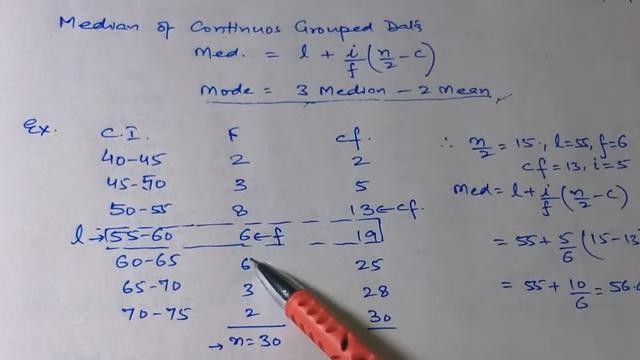 Median of Continuos Grouped Data
Med. = l + i/f (n/2 - c)
Mode = 3 Median - 2 Mean
Ex. C.I. F cf.
40-45 2 2
45-50 3 5
50-55 8 13 ← cf.
l → 55-60 6 ← f 19
60-65 6 25
65-70 3 28
70-75 2 30
→ n = 30
∴ n/2 = 15, l = 55, f = 6
cf = 13, i = 5
Med = l + i/f (n/2 - c)
= 55 + 5/6 (15 - 13
= 55 + 10/6 = 56.